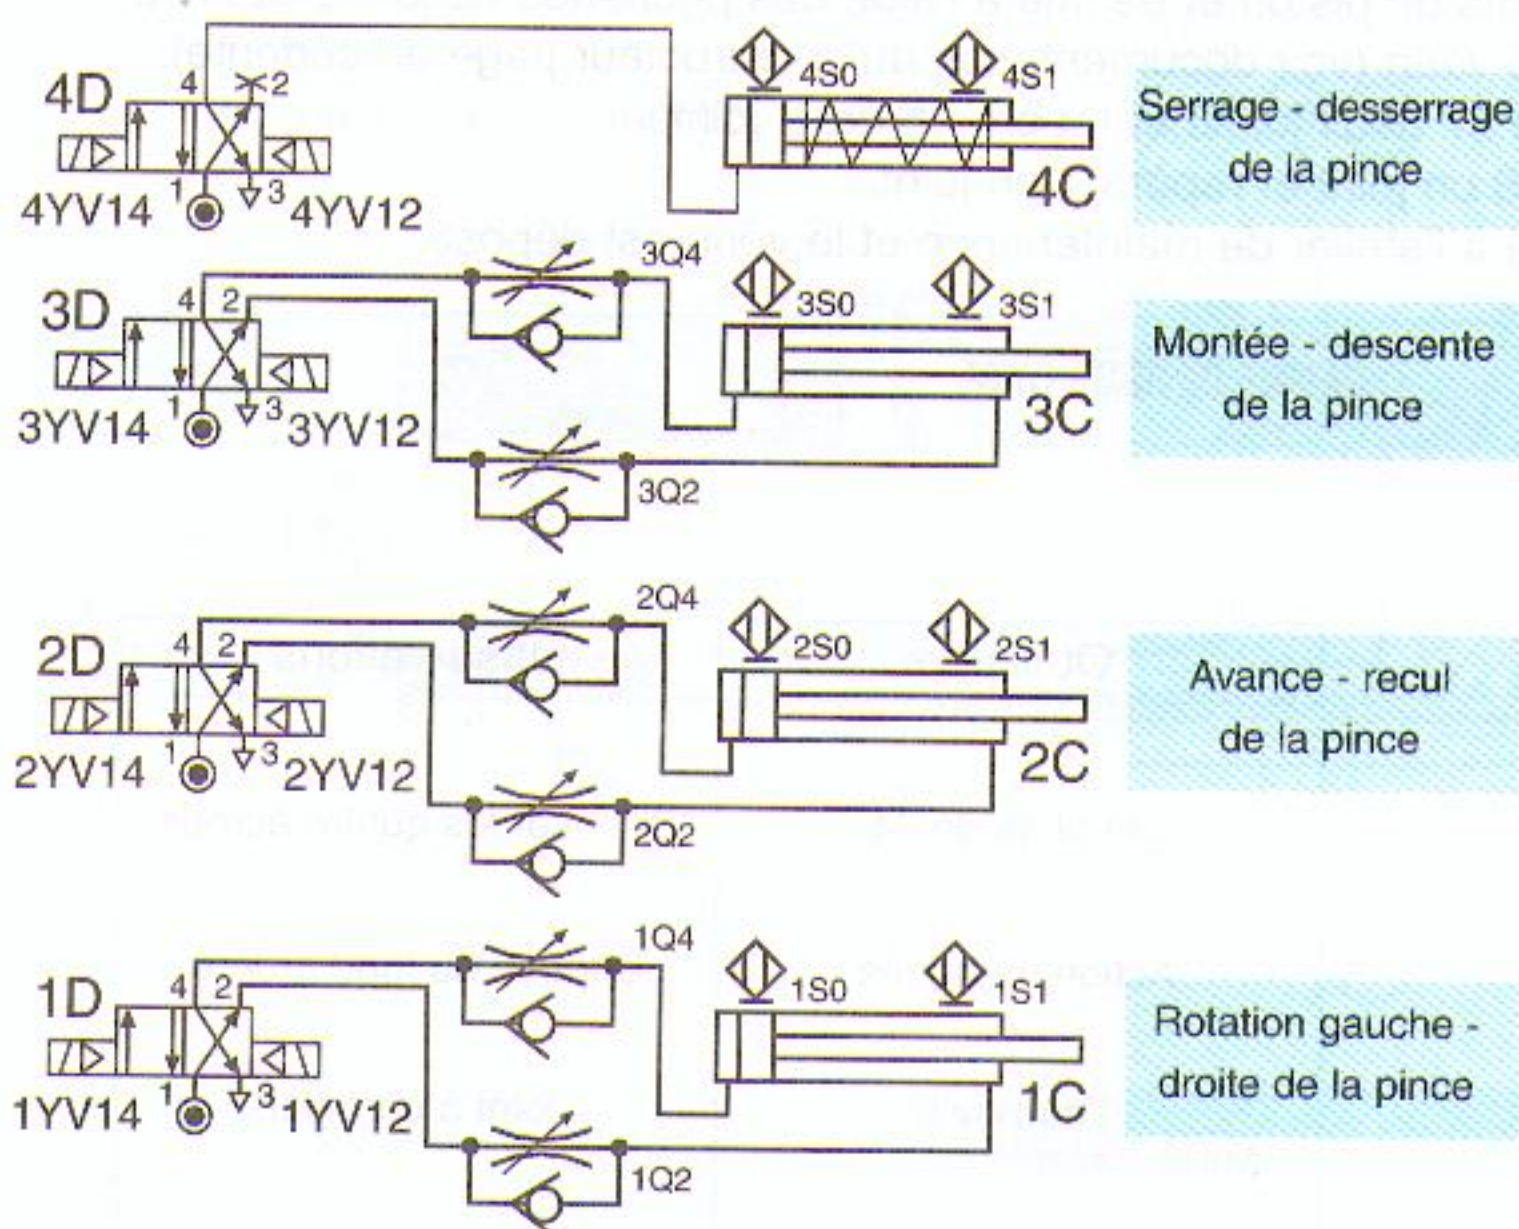 4D
4
2
4S0
4S1
Serrage - desserrage
de la pince
4YV14
1
3
4YV12
4C
3D
4
2
3Q4
3S0
3S1
Montée - descente
de la pince
3YV14
1
3
3YV12
3C
3Q2
2D
4
2
2Q4
2S0
2S1
Avance - recul
de la pince
2YV14
1
3
2YV12
2C
2Q2
1D
4
2
1Q4
1S0
1S1
Rotation gauche -
droite de la pince
1YV14
1
3
1YV12
1C
1Q2